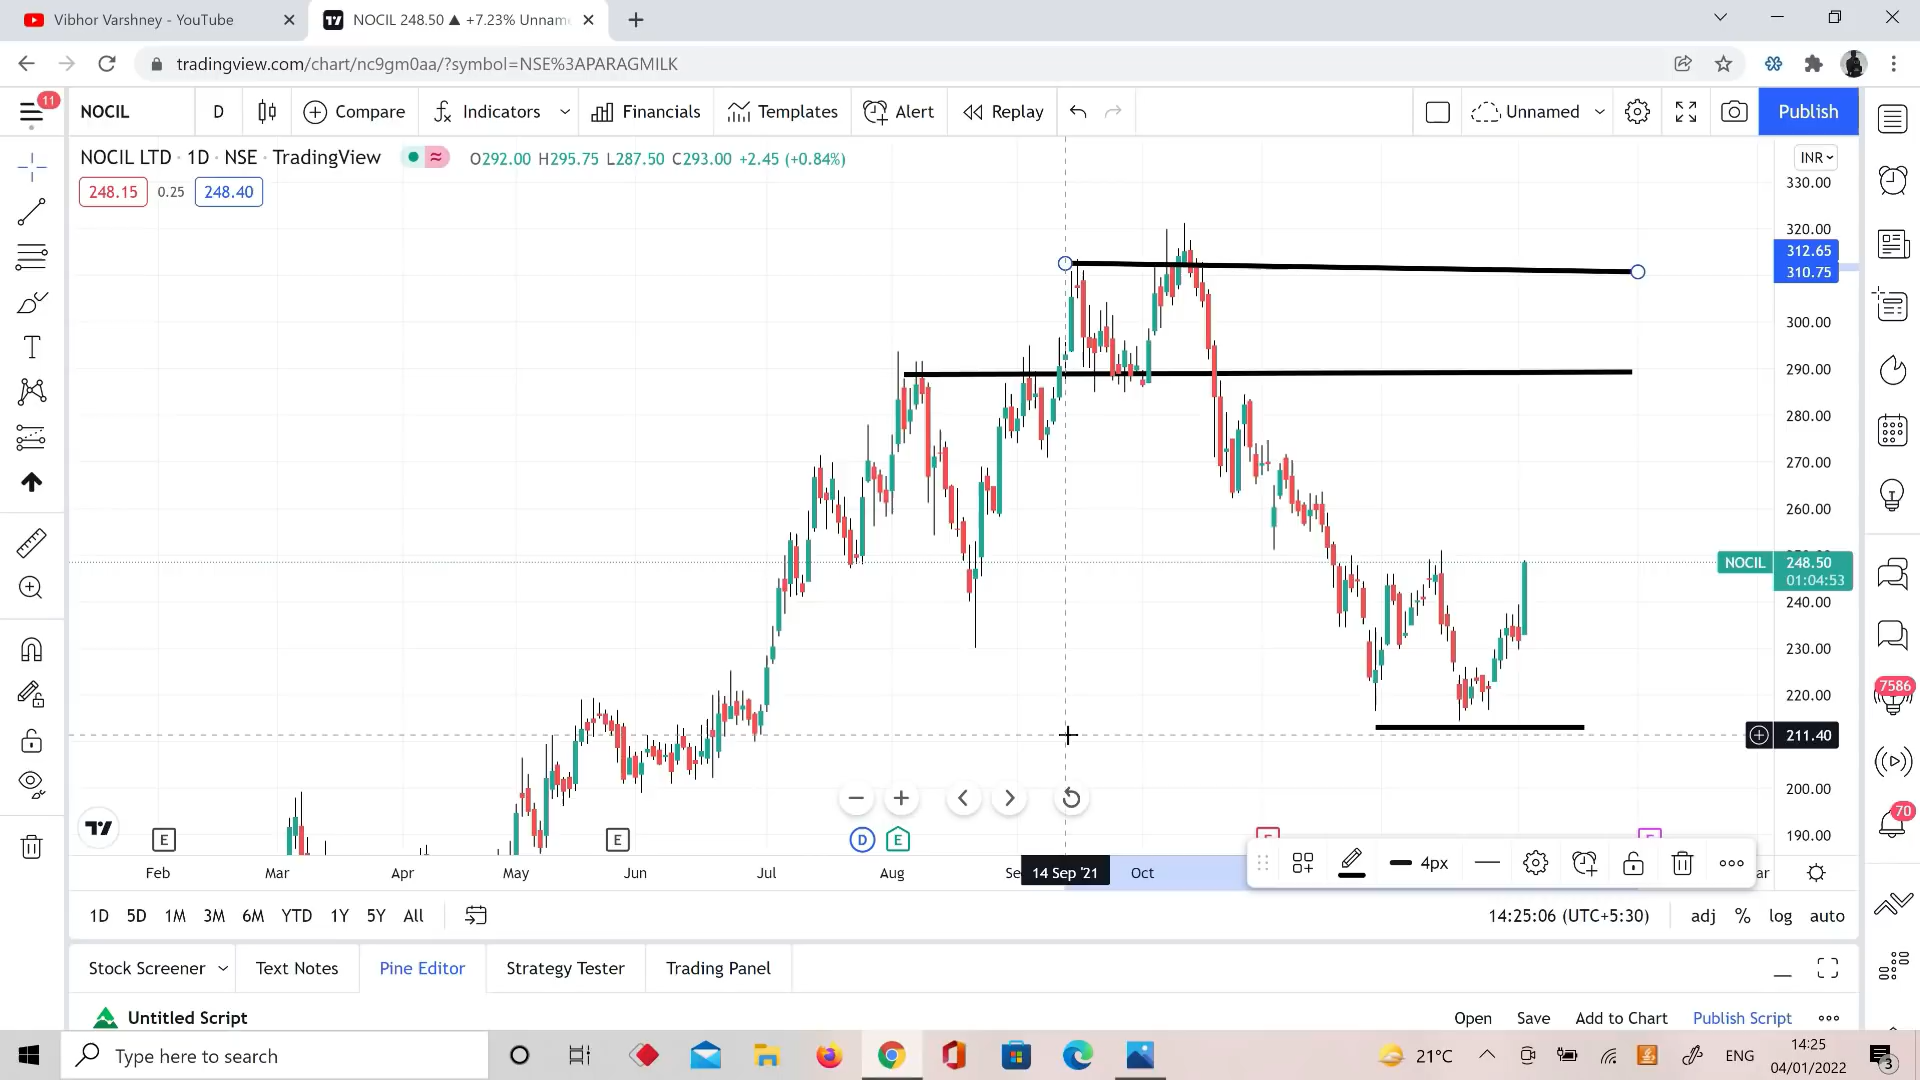 Vibhor Varshney - YouTube
NOCIL 248.50 ▲ +7.23% Unnam
tradingview.com/chart/nc9gm0aa/?symbol=NSE%3APARAGMILK
11
NOCIL
D
Compare
Indicators
Financials
Templates
Alert
Replay
Unnamed
Publish
NOCIL LTD · 1D · NSE · TradingView
O292.00 H295.75 L287.50 C293.00 +2.45 (+0.84%)
INR
248.15 0.25 248.40
330.00
320.00
312.65
310.75
300.00
290.00
280.00
270.00
260.00
NOCIL 248.50
01:04:53
240.00
230.00
220.00
211.40
200.00
190.00
7586
70
E E D E
Feb Mar Apr May Jun Jul Aug 14 Sep '21 Oct
4px
1D 5D 1M 3M 6M YTD 1Y 5Y All
14:25:06 (UTC+5:30) adj % log auto
Stock Screener Text Notes Pine Editor Strategy Tester Trading Panel
Untitled Script
Open Save Add to Chart Publish Script
Type here to search
21°C
ENG
14:25
04/01/2022
3